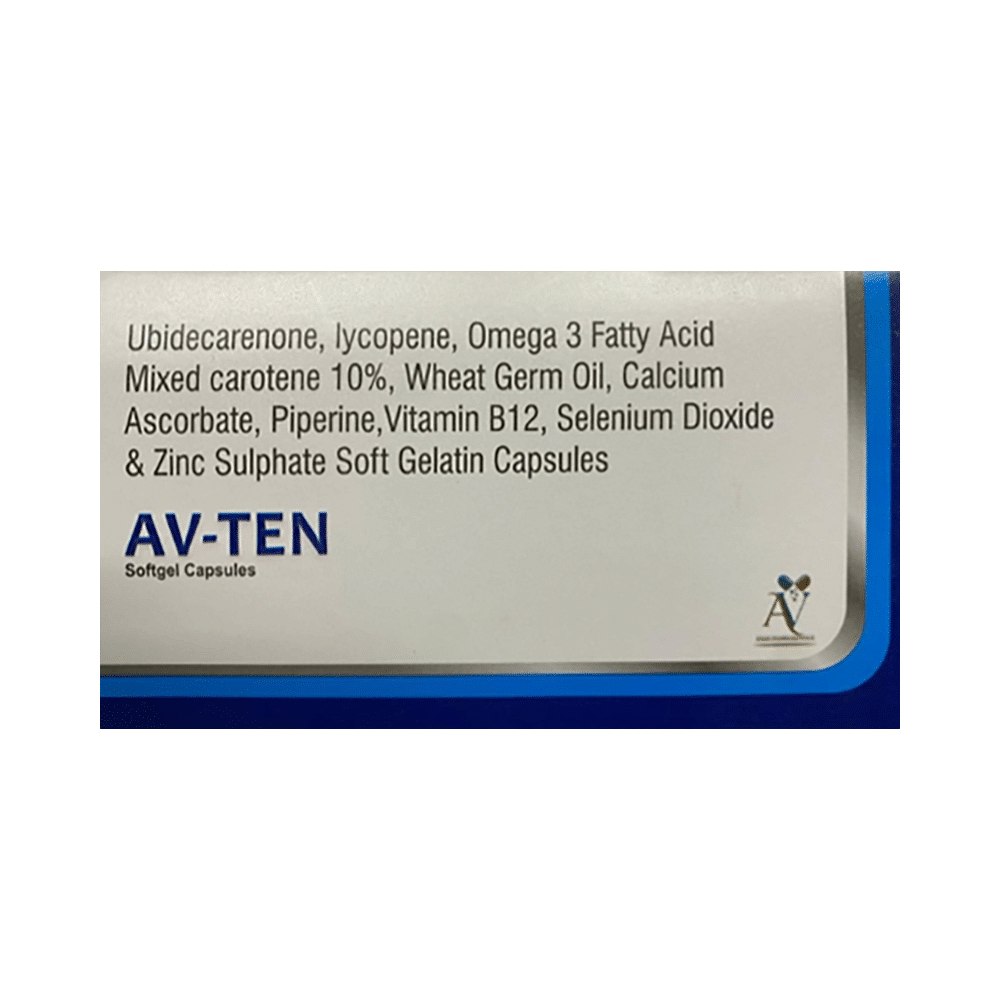 Ubidecarenone, lycopene, Omega 3 Fatty Acid
Mixed carotene 10%, Wheat Germ Oil, Calcium
Ascorbate, Piperine,Vitamin B12, Selenium Dioxide
& Zinc Sulphate Soft Gelatin Capsules
AV-TEN
Softgel Capsules
AV